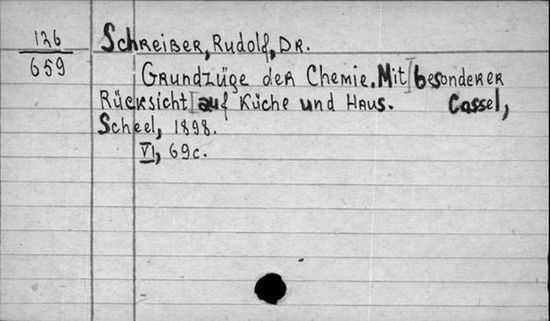 126
659
Schreiber, Rudolf, Dr.
Grundzüge der Chemie. Mit besonderer
Rücksicht auf Küche und Haus. Cassel,
Scheel, 1898.
VI, 69c.